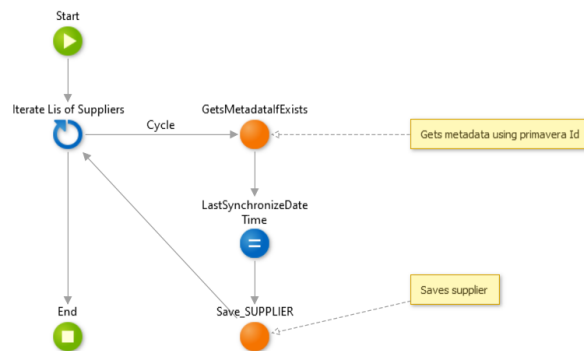 Start
Iterate Lis of Suppliers
GetsMetadataIfExists
Cycle
Gets metadata using primavera Id
LastSynchronizeDate
Time
Saves supplier
End
Save_SUPPLIER